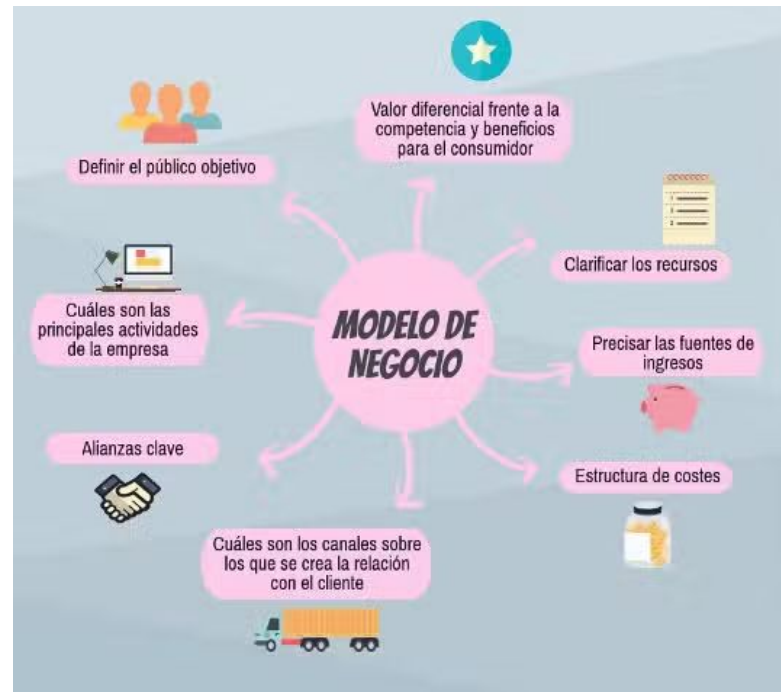 Valor diferencial frente a la
competencia y beneficios
para el consumidor
Definir el público objetivo
Clarificar los recursos
Cuáles son las
principales actividades
de la empresa
MODELO DE
NEGOCIO
Precisar las fuentes de
ingresos
Alianzas clave
Estructura de costes
Cuáles son los canales sobre
los que se crea la relación
con el cliente